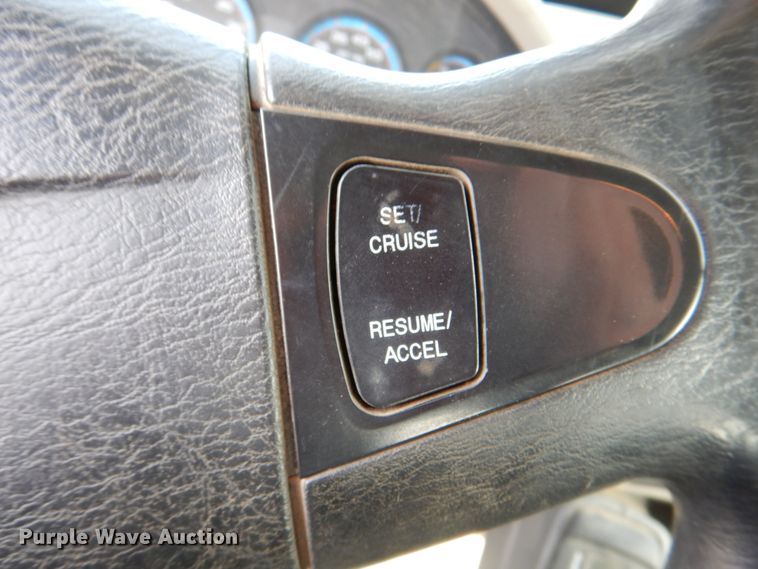 SET/
CRUISE
RESUME/
ACCEL
Purple Wave Auction®